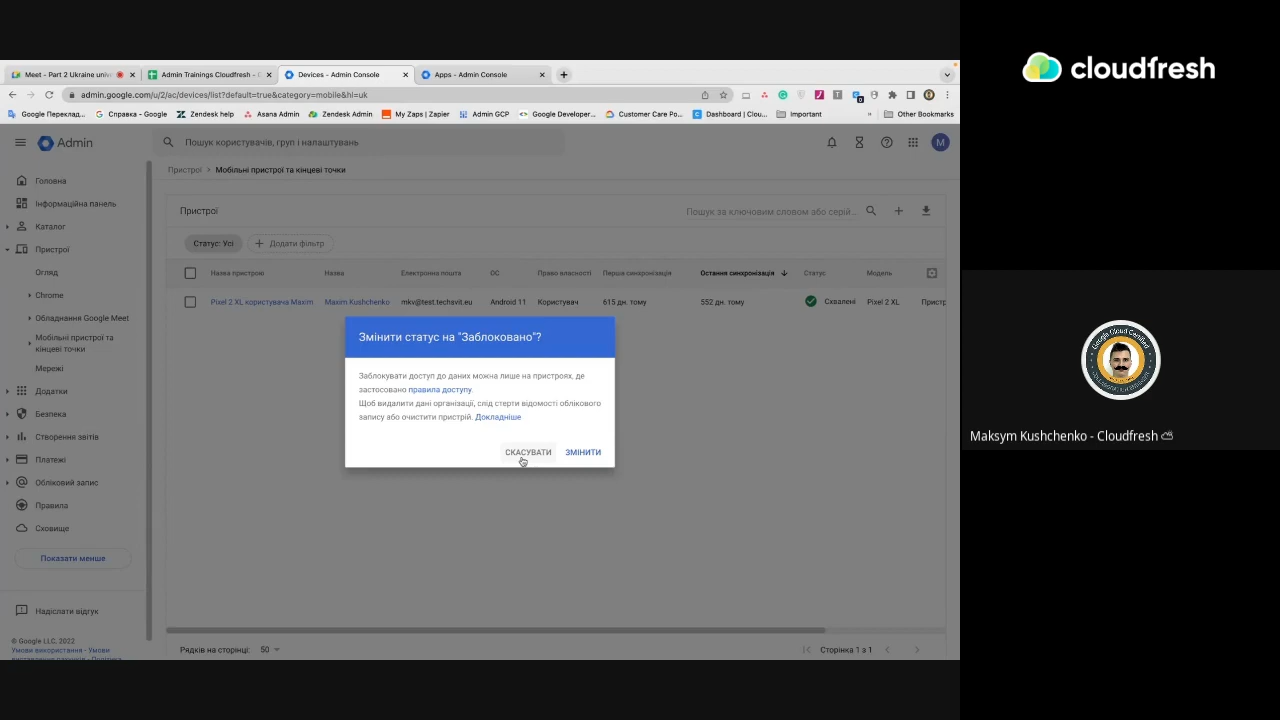 cloudfresh
Meet - Part 2 Ukraine univ
Admin Trainings Cloudfresh - G
Devices - Admin Console
Apps - Admin Console
admin.google.com/u/2/ac/devices/list?default=true&category=mobile&hl=uk
Google Переклад...
Справка - Google
Zendesk help
Asana Admin
Zendesk Admin
My Zaps | Zapier
Admin GCP
Google Developer...
Customer Care Po...
Dashboard | Clou...
Important
Other Bookmarks
Admin
Пошук користувачів, груп і налаштувань
M
Пристрої > Мобільні пристрої та кінцеві точки
Головна
Інформаційна панель
Каталог
Пристрої
Огляд
Chrome
Обладнання Google Meet
Мобільні пристрої та
кінцеві точки
Мережі
Додатки
Безпека
Створення звітів
Платежі
Обліковий запис
Правила
Сховище
Показати менше
Надіслати відгук
© Google LLC, 2022
Умови використання - Умови
Пристрої
Пошук за ключовим словом або серій..
Статус: Усі
Додати фільтр
Назва пристрою Назва Електронна пошта ОС Право власності Перша синхронізація Остання синхронізація Статус Модель
Pixel 2 XL користувача Maxim Maxim Kushchenko mkv@test.techavit.eu Android 11 Користувач 615 дн. тому 552 дн. тому Схвалені Pixel 2 XL Пристр
Змінити статус на "Заблоковано"?
Заблокувати доступ до даних можна лише на пристроях, де
застосовано правила доступу.
Щоб видалити дані організації, слід стерти відомості облікового
запису або очистити пристрій. Докладніше
СКАСУВАТИ ЗМІНИТИ
Рядків на сторінці: 50
Сторінка 1 з 1
Google Cloud Certified
Maksym Kushchenko - Cloudfresh